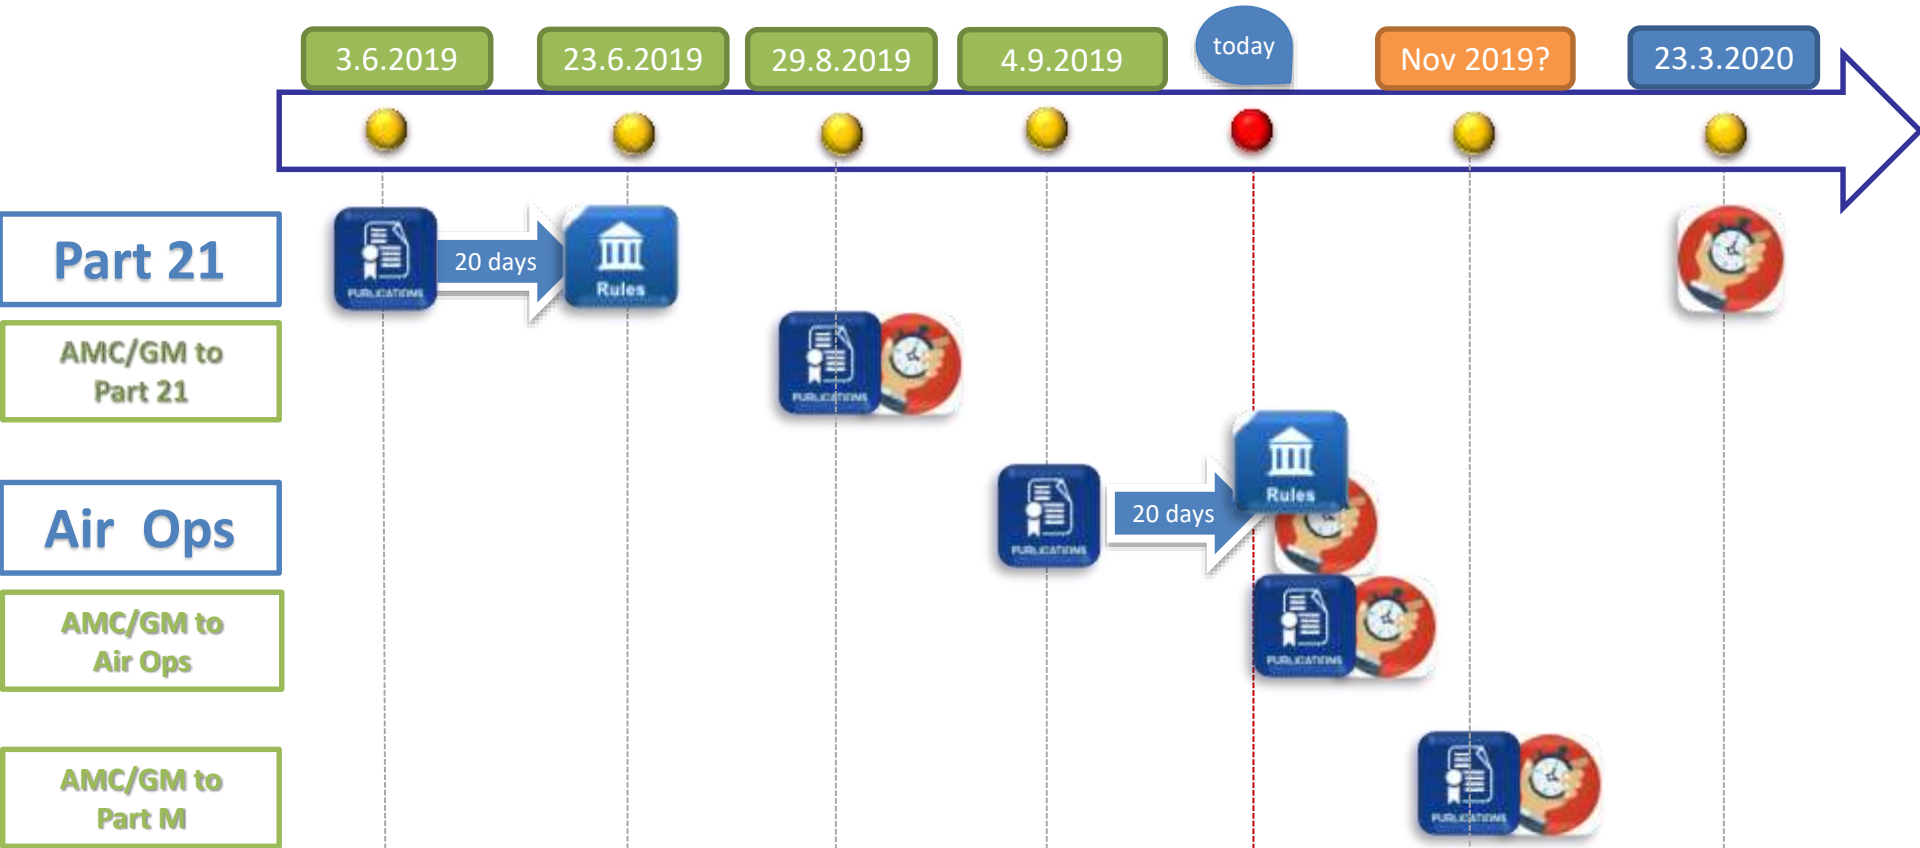 3.6.2019
23.6.2019
29.8.2019
4.9.2019
today
Nov 2019?
23.3.2020
Part 21
PUBLICATIONS
20 days
Rules
AMC/GM to
Part 21
PUBLICATIONS
Air Ops
PUBLICATIONS
20 days
Rules
AMC/GM to
Air Ops
PUBLICATIONS
AMC/GM to
Part M
PUBLICATIONS